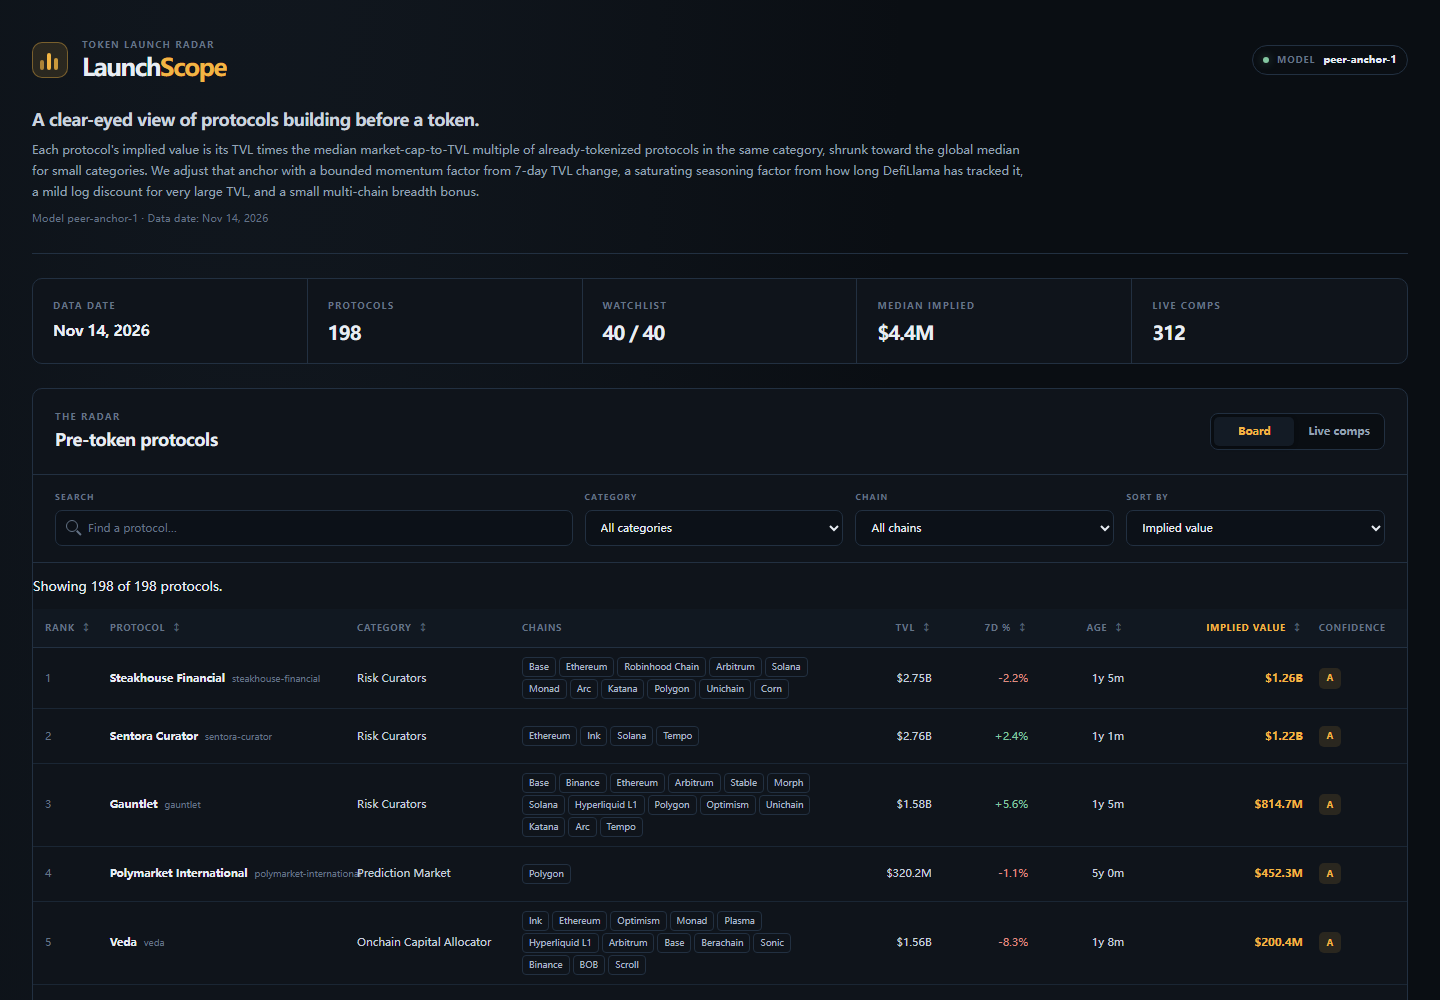 TOKEN LAUNCH RADAR
LaunchScope
MODEL peer-anchor-1
A clear-eyed view of protocols building before a token.
Each protocol's implied value is its TVL times the median market-cap-to-TVL multiple of already-tokenized protocols in the same category, shrunk toward the global median
for small categories. We adjust that anchor with a bounded momentum factor from 7-day TVL change, a saturating seasoning factor from how long DefiLlama has tracked it,
a mild log discount for very large TVL, and a small multi-chain breadth bonus.
Model peer-anchor-1 · Data date: Nov 14, 2026
DATA DATE
Nov 14, 2026
PROTOCOLS
198
WATCHLIST
40 / 40
MEDIAN IMPLIED
$4.4M
LIVE COMPS
312
THE RADAR
Pre-token protocols
Board Live comps
SEARCH CATEGORY CHAIN SORT BY
Find a protocol... All categories All chains Implied value
Showing 198 of 198 protocols.
RANK ↕ PROTOCOL ↕ CATEGORY ↕ CHAINS TVL ↕ 7D % ↕ AGE ↕ IMPLIED VALUE ↕ CONFIDENCE
1 Steakhouse Financial steakhouse-financial Risk Curators
Base Ethereum Robinhood Chain Arbitrum Solana
Monad Arc Katana Polygon Unichain Corn
$2.75B -2.2% 1y 5m $1.26B A
2 Sentora Curator sentora-curator Risk Curators Ethereum Ink Solana Tempo $2.76B +2.4% 1y 1m $1.22B A
3 Gauntlet gauntlet Risk Curators
Base Binance Ethereum Arbitrum Stable Morph
Solana Hyperliquid L1 Polygon Optimism Unichain
Katana Arc Tempo
$1.58B +5.6% 1y 5m $814.7M A
4 Polymarket International polymarket-international Prediction Market Polygon $320.2M -1.1% 5y 0m $452.3M A
5 Veda veda Onchain Capital Allocator
Ink Ethereum Optimism Monad Plasma
Hyperliquid L1 Arbitrum Base Berachain Sonic
Binance BOB Scroll
$1.56B -8.3% 1y 8m $200.4M A